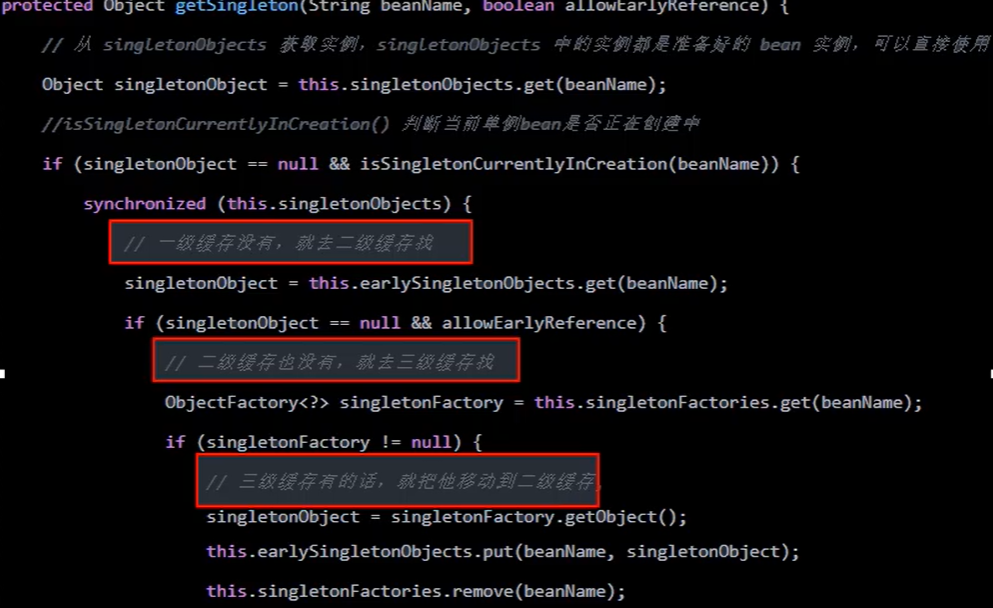 protected Object getSingleton(String beanName, boolean allowEarlyReference) {
// 从 singletonObjects 获取实例，singletonObjects 中的实例都是准备好的 bean 实例，可以直接使用
Object singletonObject = this.singletonObjects.get(beanName);
//isSingletonCurrentlyInCreation() 判断当前单例bean是否正在创建中
if (singletonObject == null && isSingletonCurrentlyInCreation(beanName)) {
synchronized (this.singletonObjects) {
// 一级缓存没有，就去二级缓存找
singletonObject = this.earlySingletonObjects.get(beanName);
if (singletonObject == null && allowEarlyReference) {
// 二级缓存也没有，就去三级缓存找
ObjectFactory<?> singletonFactory = this.singletonFactories.get(beanName);
if (singletonFactory != null) {
// 三级缓存有的话，就把他移动到二级缓存,
singletonObject = singletonFactory.getObject();
this.earlySingletonObjects.put(beanName, singletonObject);
this.singletonFactories.remove(beanName);